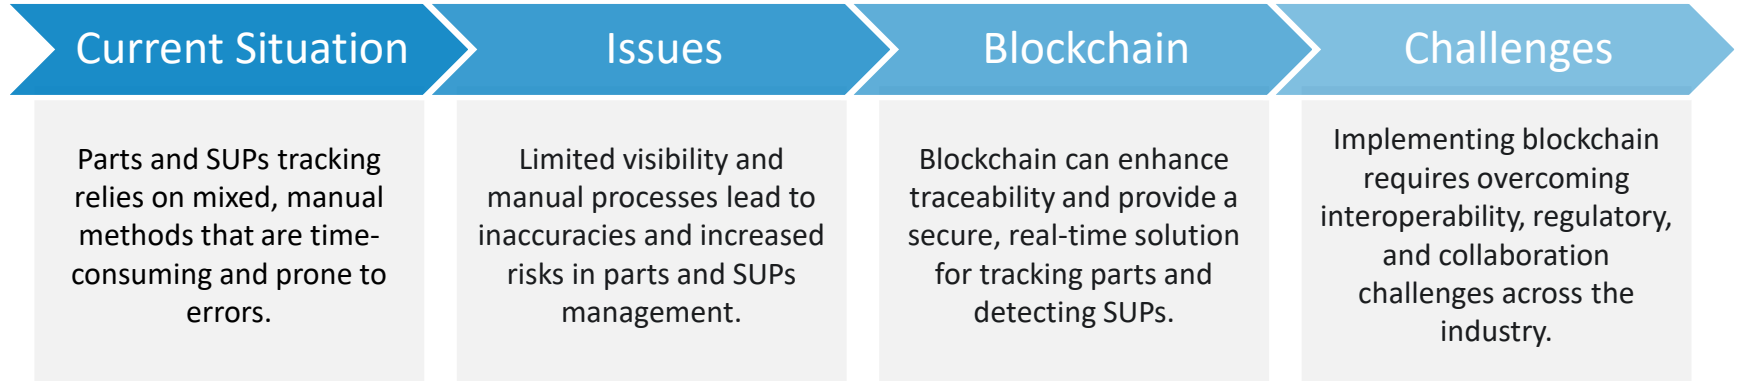 Current Situation
Parts and SUPs tracking
relies on mixed, manual
methods that are time-
consuming and prone to
errors.
Issues
Limited visibility and
manual processes lead to
inaccuracies and increased
risks in parts and SUPs
management.
Blockchain
Blockchain can enhance
traceability and provide a
secure, real-time solution
for tracking parts and
detecting SUPs.
Challenges
Implementing blockchain
requires overcoming
interoperability, regulatory,
and collaboration
challenges across the
industry.